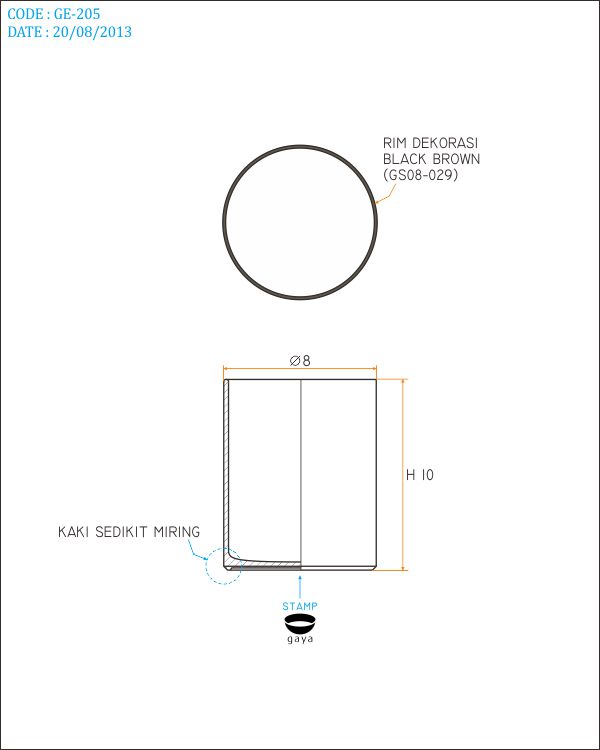 CODE : GE-205
DATE : 20/08/2013
RIM DEKORASI
BLACK BROWN
(GS08-029)
Ø8
H 10
KAKI SEDIKIT MIRING
STAMP
gaya